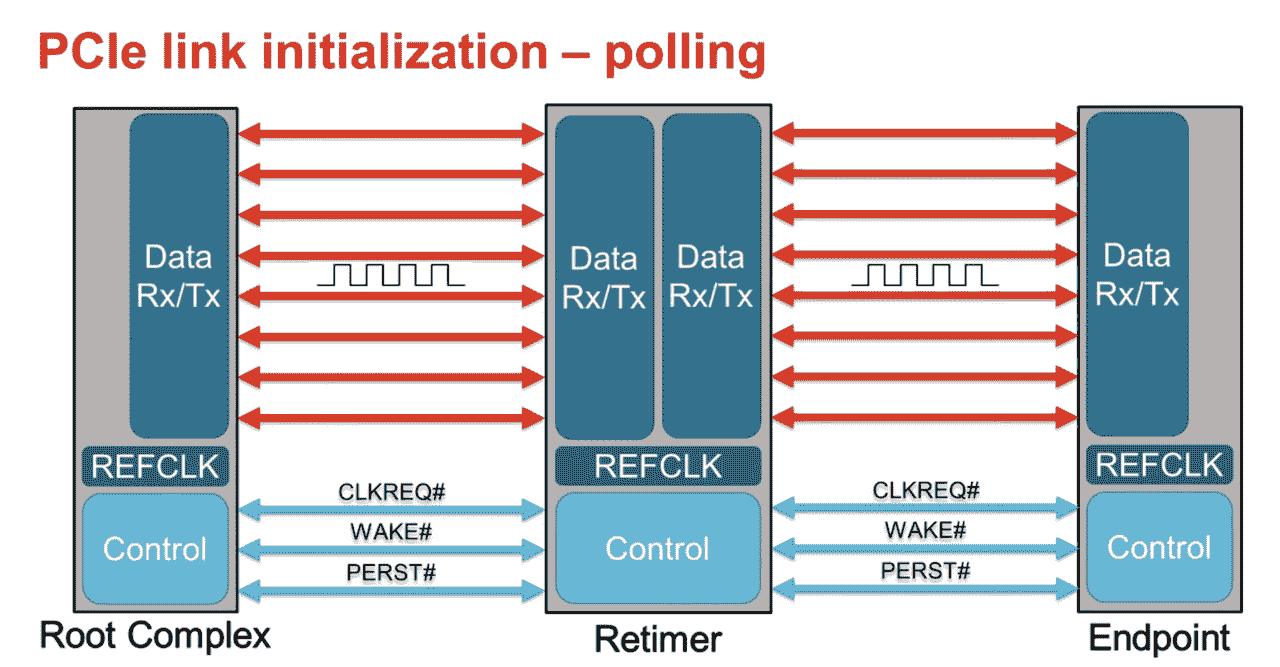 PCIe link initialization – polling
Data
Rx/Tx
Data
Rx/Tx
Data
Rx/Tx
Data
Rx/Tx
REFCLK
REFCLK
REFCLK
CLKREQ#
CLKREQ#
WAKE#
WAKE#
PERST#
PERST#
Control
Control
Control
Root Complex
Retimer
Endpoint